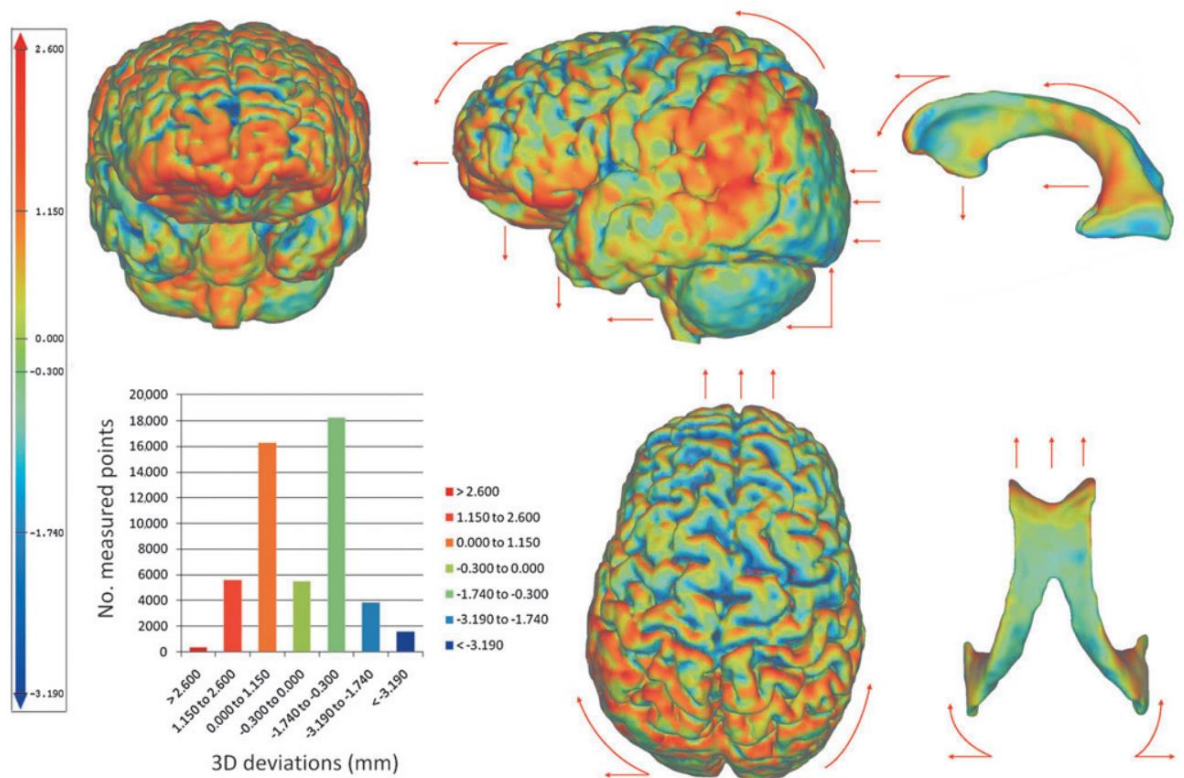 2.600
1.150
0.000
-0.300
-1.740
-3.190
No. measured points
20,000
18,000
16,000
14,000
12,000
10,000
8000
6000
4000
2000
0
> 2.600
1.150 to 2.600
0.000 to 1.150
-0.300 to 0.000
-1.740 to -0.300
-3.190 to -1.740
< -3.190
3D deviations (mm)
> 2.600
1.150 to 2.600
0.000 to 1.150
-0.300 to 0.000
-1.740 to -0.300
-3.190 to -1.740
< -3.190